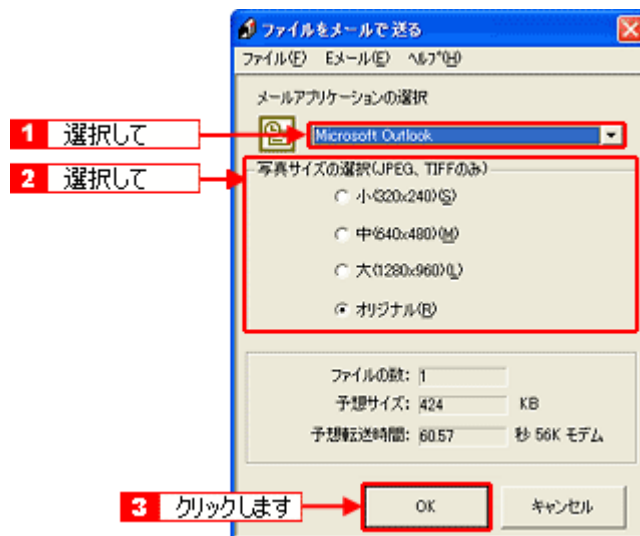 ファイルをメールで送る
ファイル(F) Eメール(E) ヘルプ(H)
メールアプリケーションの選択
1 選択して
Microsoft Outlook
2 選択して
写真サイズの選択(JPEG、TIFFのみ)
小(320x240)(S)
中(640x480)(M)
大(1280x960)(L)
オリジナル(R)
ファイルの数: 1
予想サイズ: 424 KB
予想転送時間: 60.57 秒 56K モデム
3 クリックします
OK キャンセル